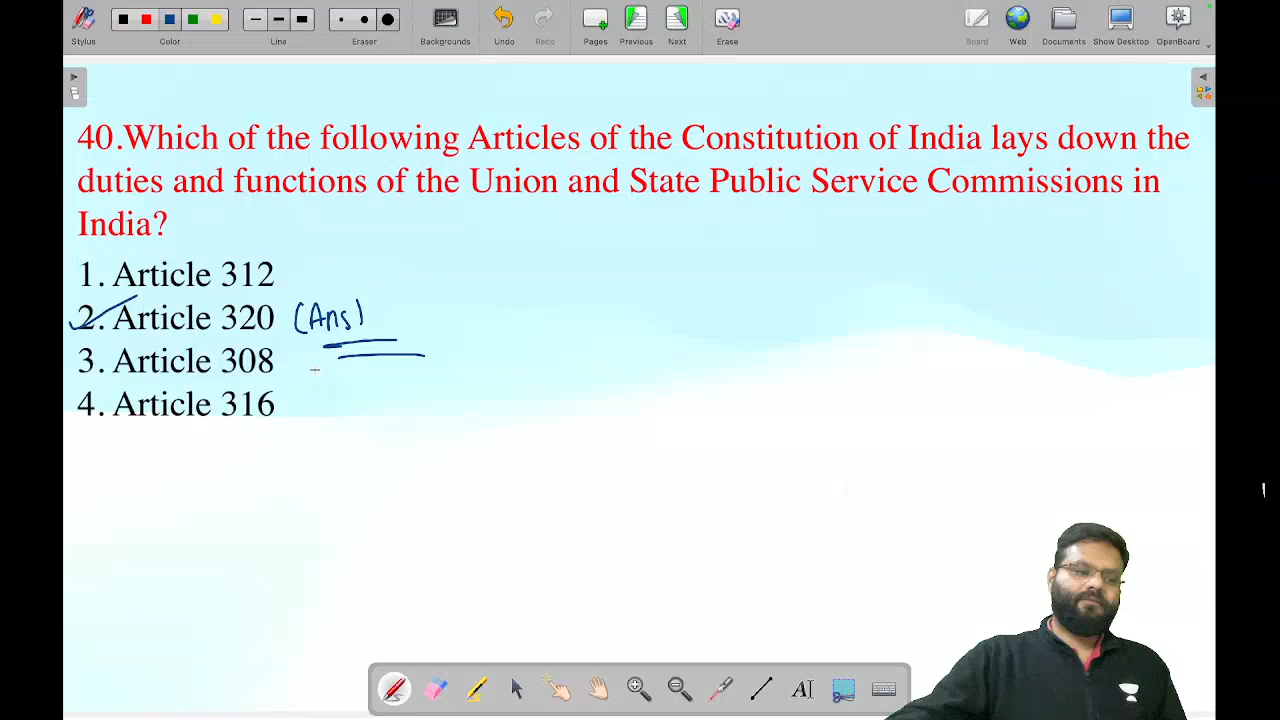 Stylus
Color
Line
Eraser
Backgrounds
Undo
Redo
Pages
Previous
Next
Erase
Board
Web
Documents
Show Desktop
OpenBoard
40.Which of the following Articles of the Constitution of India lays down the
duties and functions of the Union and State Public Service Commissions in
India?
1. Article 312
2. Article 320 (Ans)
3. Article 308
4. Article 316